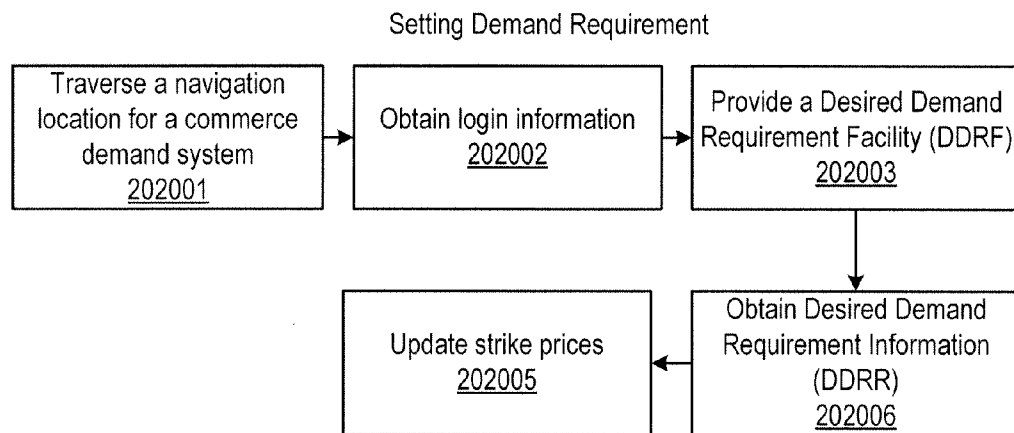 Setting Demand Requirement
Traverse a navigation
location for a commerce
demand system
202001
Obtain login information
202002
Provide a Desired Demand
Requirement Facility (DDRF)
202003
Obtain Desired Demand
Requirement Information
(DDRR)
202006
Update strike prices
202005